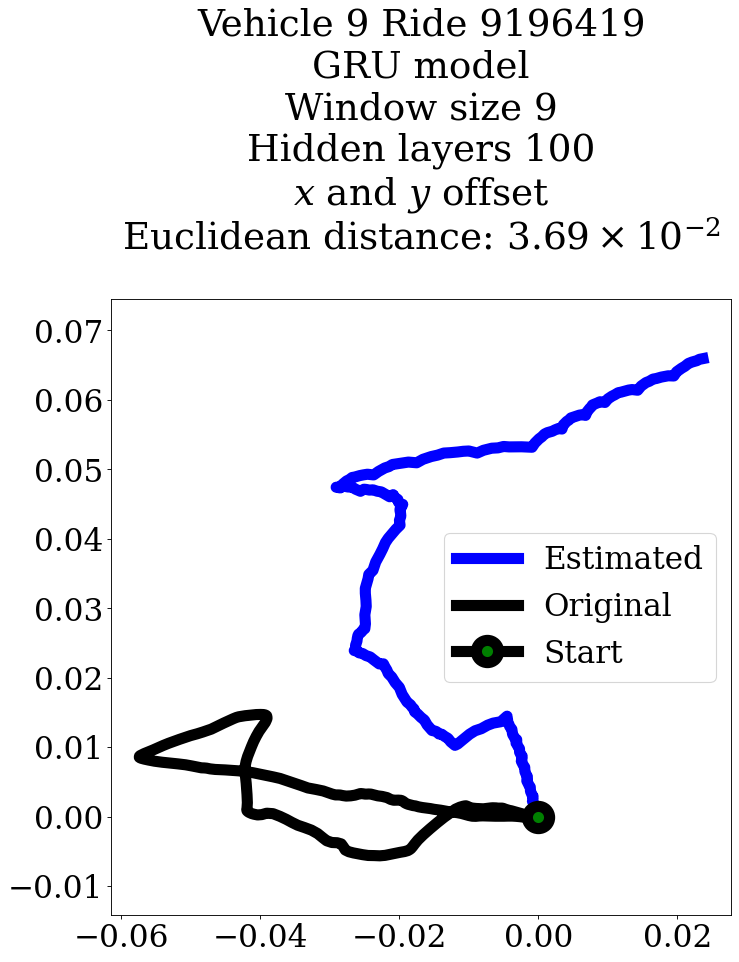 Vehicle 9 Ride 9196419
GRU model
Window size 9
Hidden layers 100
x and y offset
Euclidean distance: 3.69 × 10⁻²
0.07
0.06
0.05
0.04
0.03
0.02
0.01
0.00
−0.01
Estimated
Original
Start
−0.06 −0.04 −0.02 0.00 0.02